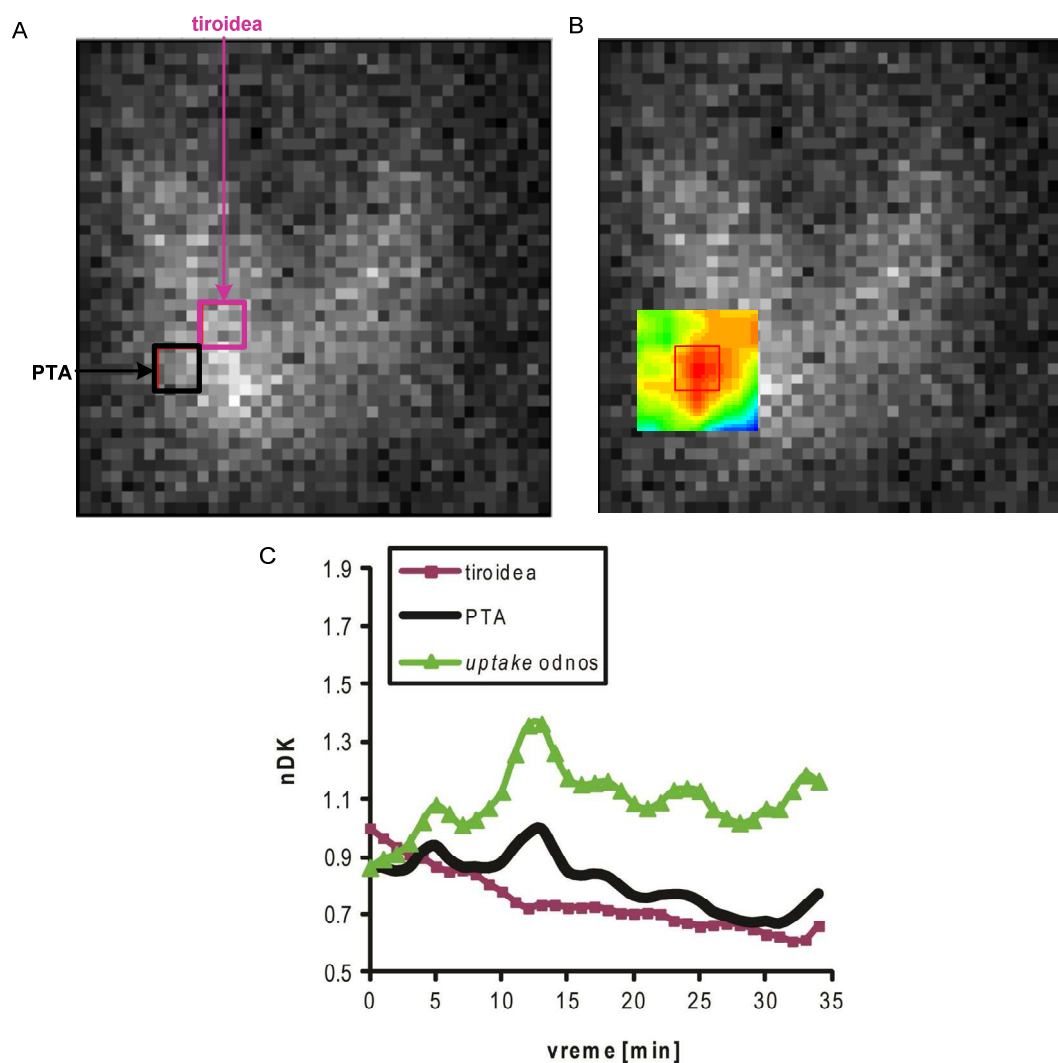 A
tiroidea
PTA
B
C
nDK
1.9
1.7
1.5
1.3
1.1
0.9
0.7
0.5
tiroidea
PTA
uptake odnos
0 5 10 15 20 25 30 35
vreme [min]